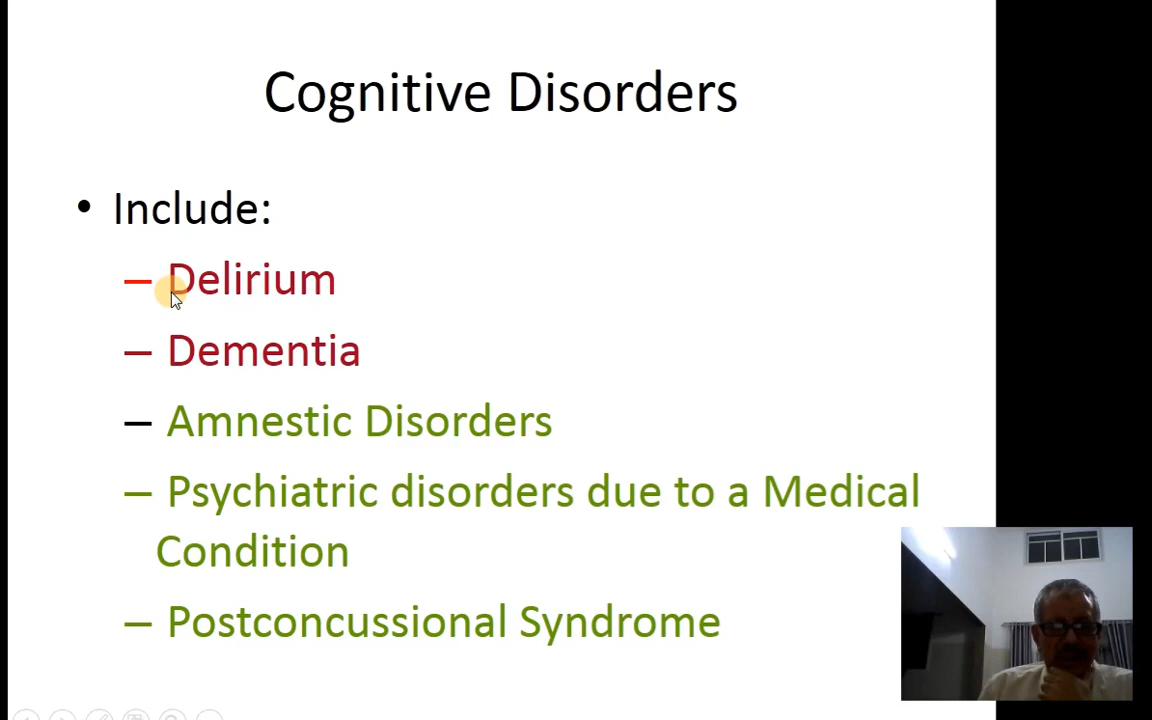 Cognitive Disorders
• Include:
– Delirium
– Dementia
– Amnestic Disorders
– Psychiatric disorders due to a Medical
Condition
– Postconcussional Syndrome